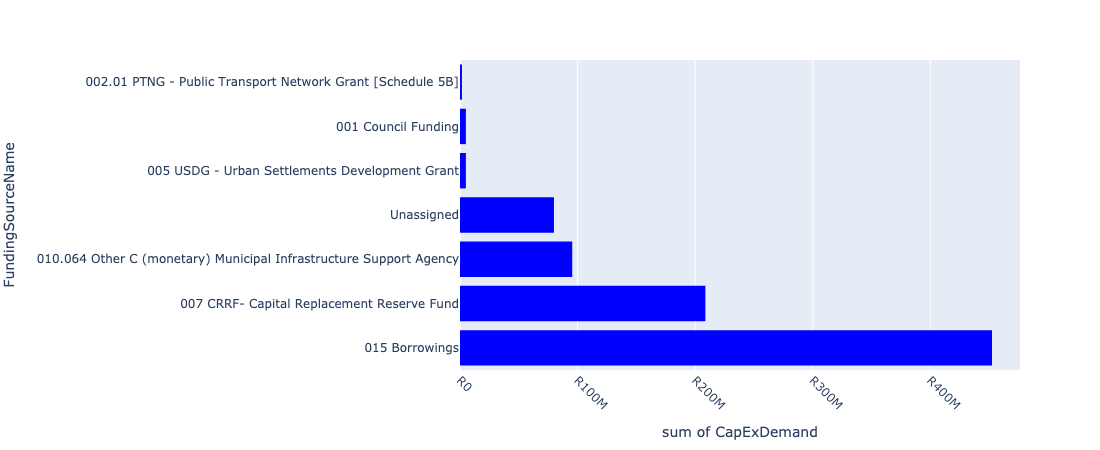 002.01 PTNG - Public Transport Network Grant [Schedule 5B]
001 Council Funding
005 USDG - Urban Settlements Development Grant
Unassigned
010.064 Other C (monetary) Municipal Infrastructure Support Agency
007 CRRF- Capital Replacement Reserve Fund
015 Borrowings
FundingSourceName
R0 R100M R200M R300M R400M
sum of CapExDemand